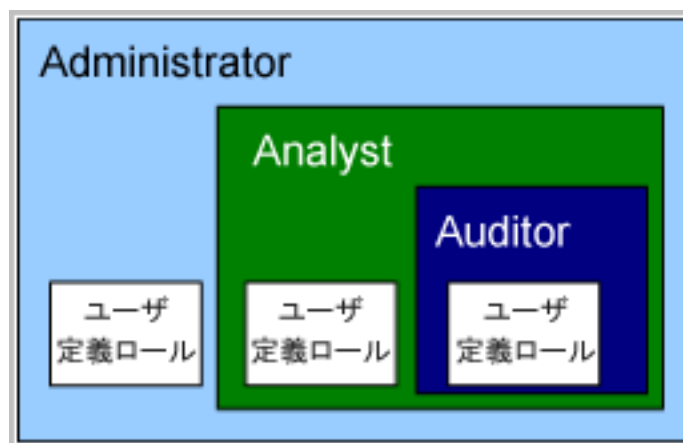 Administrator
Analyst
Auditor
ユーザ
定義ロール
ユーザ
定義ロール
ユーザ
定義ロール